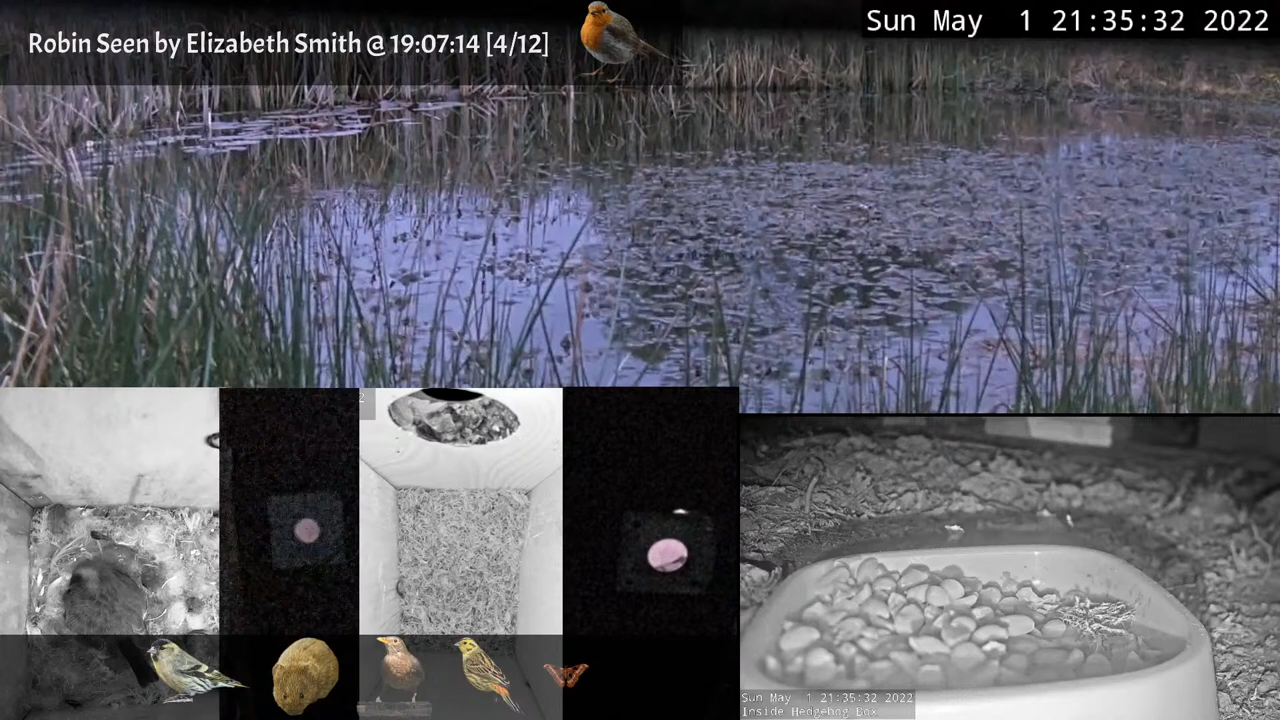 Robin Seen by Elizabeth Smith @ 19:07:14 [4/12]
Sun May 1 21:35:32 2022
2
Sun May 1 21:35:32 2022
Inside Hedgehog Box